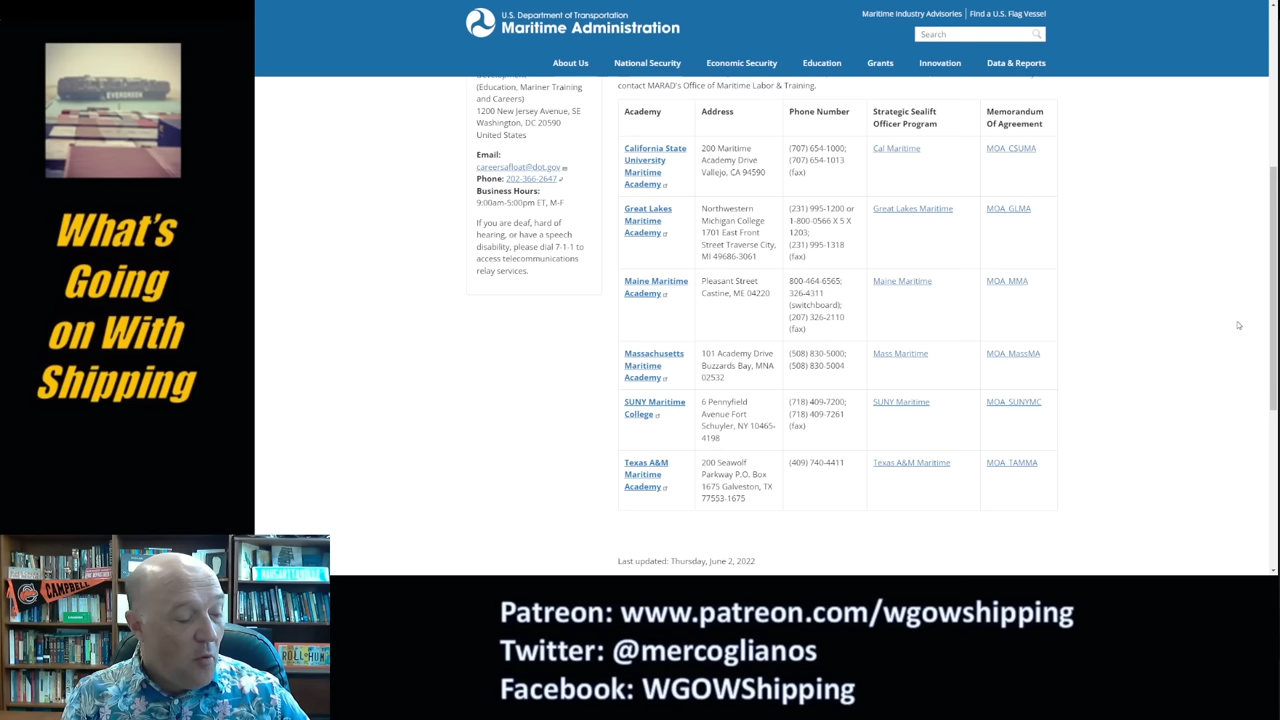 U.S. Department of Transportation
Maritime Administration
Maritime Industry Advisories
Find a U.S. Flag Vessel
Search
About Us
National Security
Economic Security
Education
Grants
Innovation
Data & Reports
(Education, Mariner Training
and Careers)
1200 New Jersey Avenue, SE
Washington, DC 20590
United States
Email:
careersafloat@dot.gov
Phone: 202-366-2647
Business Hours:
9:00am-5:00pm ET, M-F
If you are deaf, hard of
hearing, or have a speech
disability, please dial 7-1-1 to
access telecommunications
relay services.
contact MARAD's Office of Maritime Labor & Training.
Academy
Address
Phone Number
Strategic Sealift
Officer Program
Memorandum
Of Agreement
California State
University
Maritime
Academy
200 Maritime
Academy Drive
Vallejo, CA 94590
(707) 654-1000;
(707) 654-1013
(fax)
Cal Maritime
MOA_CSUMA
Great Lakes
Maritime
Academy
Northwestern
Michigan College
1701 East Front
Street Traverse City,
MI 49686-3061
(231) 995-1200 or
1-800-0566 X 5 X
1203;
(231) 995-1318
(fax)
Great Lakes Maritime
MOA_GLMA
Maine Maritime
Academy
Pleasant Street
Castine, ME 04220
800-464-6565;
326-4311
(switchboard);
(207) 326-2110
(fax)
Maine Maritime
MOA_MMA
Massachusetts
Maritime
Academy
101 Academy Drive
Buzzards Bay, MNA
02532
(508) 830-5000;
(508) 830-5004
Mass Maritime
MOA_MassMA
SUNY Maritime
College
6 Pennyfield
Avenue Fort
Schuyler, NY 10465-
4198
(718) 409-7200;
(718) 409-7261
(fax)
SUNY Maritime
MOA_SUNYMC
Texas A&M
Maritime
Academy
200 Seawolf
Parkway P.O. Box
1675 Galveston, TX
77553-1675
(409) 740-4411
Texas A&M Maritime
MOA_TAMMA
Last updated: Thursday, June 2, 2022
EVERGREEN
What's
Going
on With
Shipping
CAMPBELL
MARGARITAVILLE
ROLL HUM
Patreon: www.patreon.com/wgowshipping
Twitter: @mercoglianos
Facebook: WGOWShipping